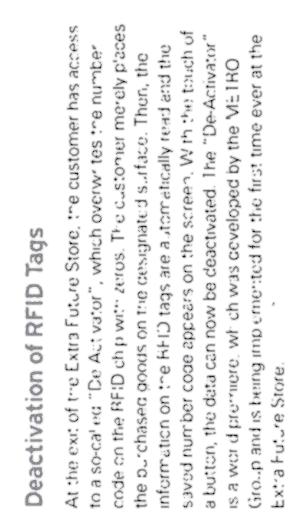 Deactivation of RFID Tags
At the exit of the Extra Future Store, the customer has access
to a so-called "De-Activator", which overwrites the number
code on the RFID chip with zeros. The customer merely places
the purchased goods on the designated surface. Then, the
information on the RFID tags are automatically read and the
saved number code appears on the screen. With the touch of
a button, the data can now be deactivated. The "De-Activator"
is a world premiere, which was developed by the METRO
Group and is being implemented for the first time ever at the
Extra Future Store.